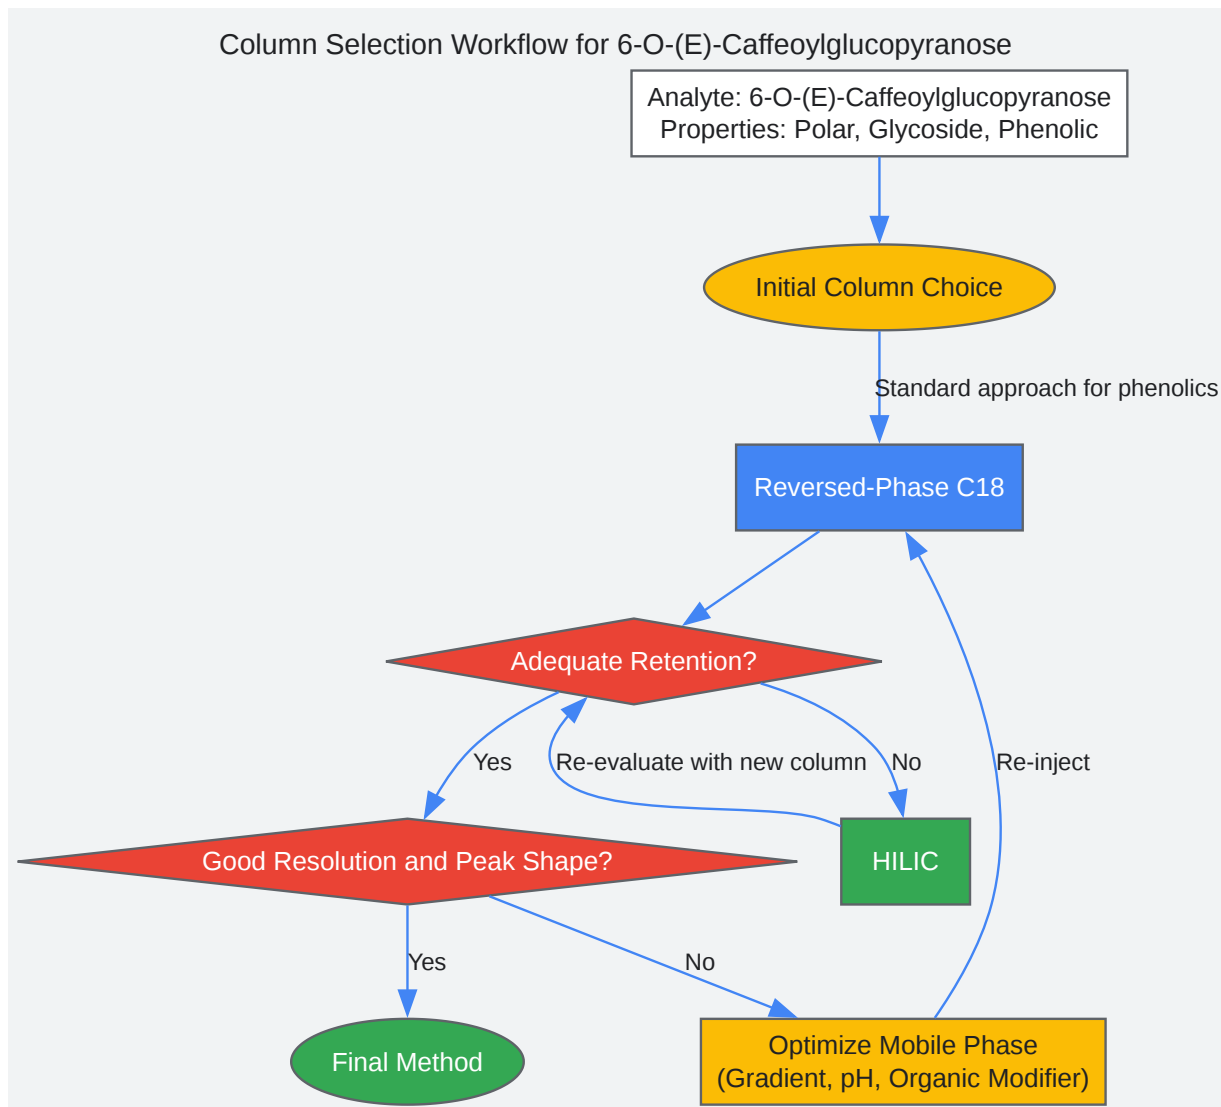 Column Selection Workflow for 6-O-(E)-Caffeoylglucopyranose
Analyte: 6-O-(E)-Caffeoylglucopyranose
Properties: Polar, Glycoside, Phenolic
Initial Column Choice
Standard approach for phenolics
Reversed-Phase C18
Adequate Retention?
Yes
Re-evaluate with new column
No
Re-inject
Good Resolution and Peak Shape?
HILIC
Yes
No
Final Method
Optimize Mobile Phase
(Gradient, pH, Organic Modifier)